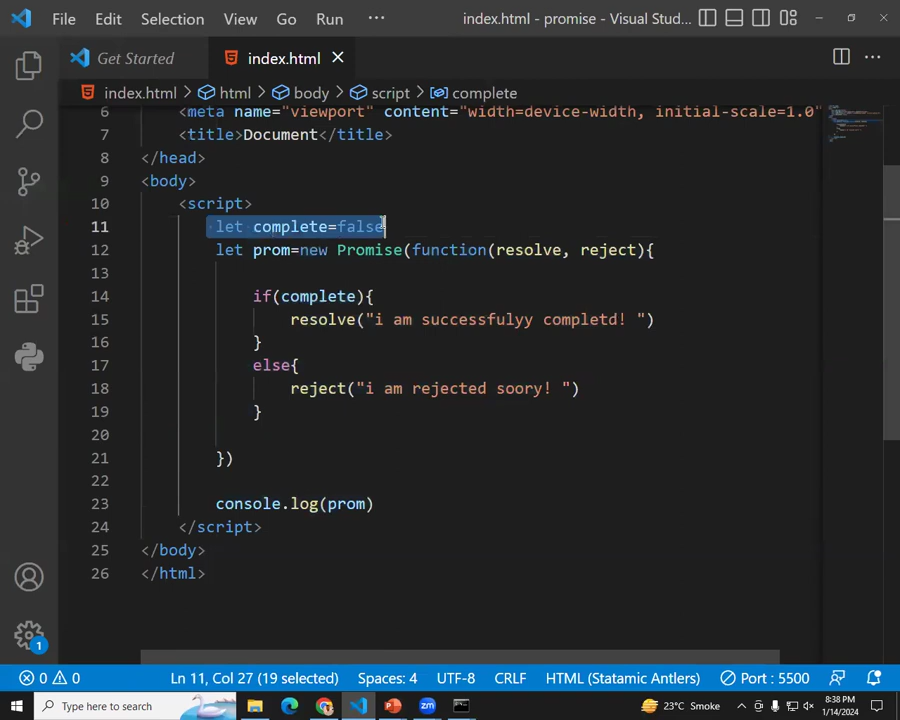 File Edit Selection View Go Run ··· index.html - promise - Visual Stud...
Get Started index.html
index.html > html > body > script > complete
6 <meta name="viewport" content="width=device-width, initial-scale=1.0"
7 <title>Document</title>
8 </head>
9 <body>
10 <script>
11 let complete=false
12 let prom=new Promise(function(resolve, reject){
13
14 if(complete){
15 resolve("i am successfulyy completd! ")
16 }
17 else{
18 reject("i am rejected soory! ")
19 }
20
21 })
22
23 console.log(prom)
24 </script>
25 </body>
26 </html>
1
0 0 Ln 11, Col 27 (19 selected) Spaces: 4 UTF-8 CRLF HTML (Statamic Antlers) Port : 5500
Type here to search zm 23°C Smoke 8:38 PM
1/14/2024